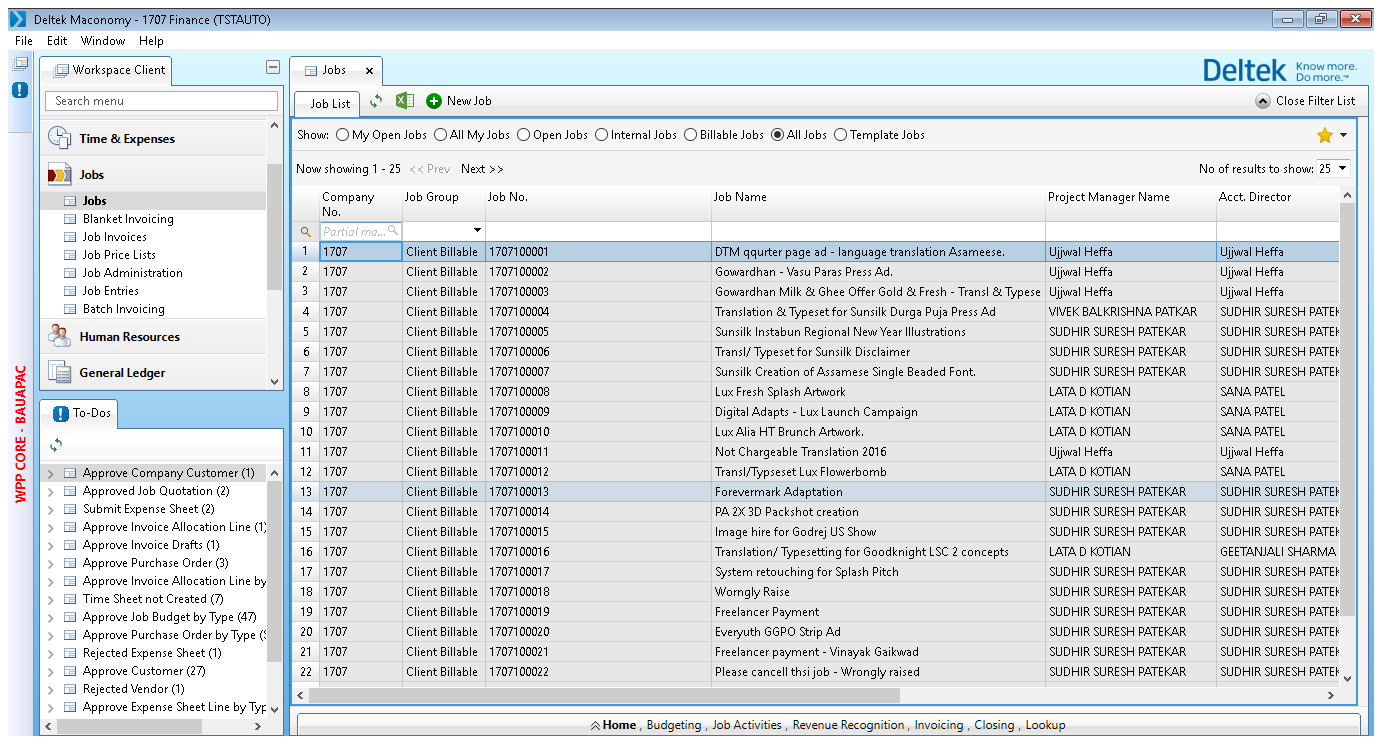 Deltek Maconomy - 1707 Finance (TSTAUTO)
File Edit Window Help
WPP CORE - BAUAPAC
Workspace Client
Search menu
Time & Expenses
Jobs
Jobs
Blanket Invoicing
Job Invoices
Job Price Lists
Job Administration
Job Entries
Batch Invoicing
Human Resources
General Ledger
To-Dos
Approve Company Customer (1)
Approved Job Quotation (2)
Submit Expense Sheet (2)
Approve Invoice Allocation Line (1)
Approve Invoice Drafts (1)
Approve Purchase Order (3)
Approve Invoice Allocation Line by
Time Sheet not Created (7)
Approve Job Budget by Type (47)
Approve Purchase Order by Type
Rejected Expense Sheet (1)
Approve Customer (27)
Rejected Vendor (1)
Approve Expense Sheet Line by Typ
Jobs x
Deltek Know more. Do more.™
Job List New Job Close Filter List
Show: My Open Jobs All My Jobs Open Jobs Internal Jobs Billable Jobs All Jobs Template Jobs
Now showing 1 - 25 << Prev Next >> No of results to show: 25
Company No. Job Group Job No. Job Name Project Manager Name Acct. Director
Partial ma...
1 1707 Client Billable 1707100001 DTM qqurter page ad - language translation Asameese. Ujjwal Heffa Ujjwal Heffa
2 1707 Client Billable 1707100002 Gowardhan - Vasu Paras Press Ad. Ujjwal Heffa Ujjwal Heffa
3 1707 Client Billable 1707100003 Gowardhan Milk & Ghee Offer Gold & Fresh - Transl & Typese Ujjwal Heffa Ujjwal Heffa
4 1707 Client Billable 1707100004 Translation & Typeset for Sunsilk Durga Puja Press Ad VIVEK BALKRISHNA PATKAR SUDHIR SURESH PATEK
5 1707 Client Billable 1707100005 Sunsilk Instabun Regional New Year Illustrations SUDHIR SURESH PATEKAR SUDHIR SURESH PATEK
6 1707 Client Billable 1707100006 Transl/ Typeset for Sunsilk Disclaimer SUDHIR SURESH PATEKAR SUDHIR SURESH PATEK
7 1707 Client Billable 1707100007 Sunsilk Creation of Assamese Single Beaded Font. SUDHIR SURESH PATEKAR SUDHIR SURESH PATEK
8 1707 Client Billable 1707100008 Lux Fresh Splash Artwork LATA D KOTIAN SANA PATEL
9 1707 Client Billable 1707100009 Digital Adapts - Lux Launch Campaign LATA D KOTIAN SANA PATEL
10 1707 Client Billable 1707100010 Lux Alia HT Brunch Artwork. LATA D KOTIAN SANA PATEL
11 1707 Client Billable 1707100011 Not Chargeable Translation 2016 Ujjwal Heffa Ujjwal Heffa
12 1707 Client Billable 1707100012 Transl/Typseset Lux Flowerbomb LATA D KOTIAN SANA PATEL
13 1707 Client Billable 1707100013 Forevermark Adaptation SUDHIR SURESH PATEKAR SUDHIR SURESH PATEK
14 1707 Client Billable 1707100014 PA 2X 3D Packshot creation SUDHIR SURESH PATEKAR SUDHIR SURESH PATEK
15 1707 Client Billable 1707100015 Image hire for Godrej US Show SUDHIR SURESH PATEKAR SUDHIR SURESH PATEK
16 1707 Client Billable 1707100016 Translation/ Typesetting for Goodknight LSC 2 concepts LATA D KOTIAN GEETANJALI SHARMA
17 1707 Client Billable 1707100017 System retouching for Splash Pitch SUDHIR SURESH PATEKAR SUDHIR SURESH PATEK
18 1707 Client Billable 1707100018 Worngly Raise SUDHIR SURESH PATEKAR SUDHIR SURESH PATEK
19 1707 Client Billable 1707100019 Freelancer Payment SUDHIR SURESH PATEKAR SUDHIR SURESH PATEK
20 1707 Client Billable 1707100020 Everyuth GGPO Strip Ad SUDHIR SURESH PATEKAR SUDHIR SURESH PATEK
21 1707 Client Billable 1707100021 Freelancer payment - Vinayak Gaikwad SUDHIR SURESH PATEKAR SUDHIR SURESH PATEK
22 1707 Client Billable 1707100022 Please cancell thsi job - Wrongly raised SUDHIR SURESH PATEKAR SUDHIR SURESH PATEK
Home , Budgeting , Job Activities , Revenue Recognition , Invoicing , Closing , Lookup